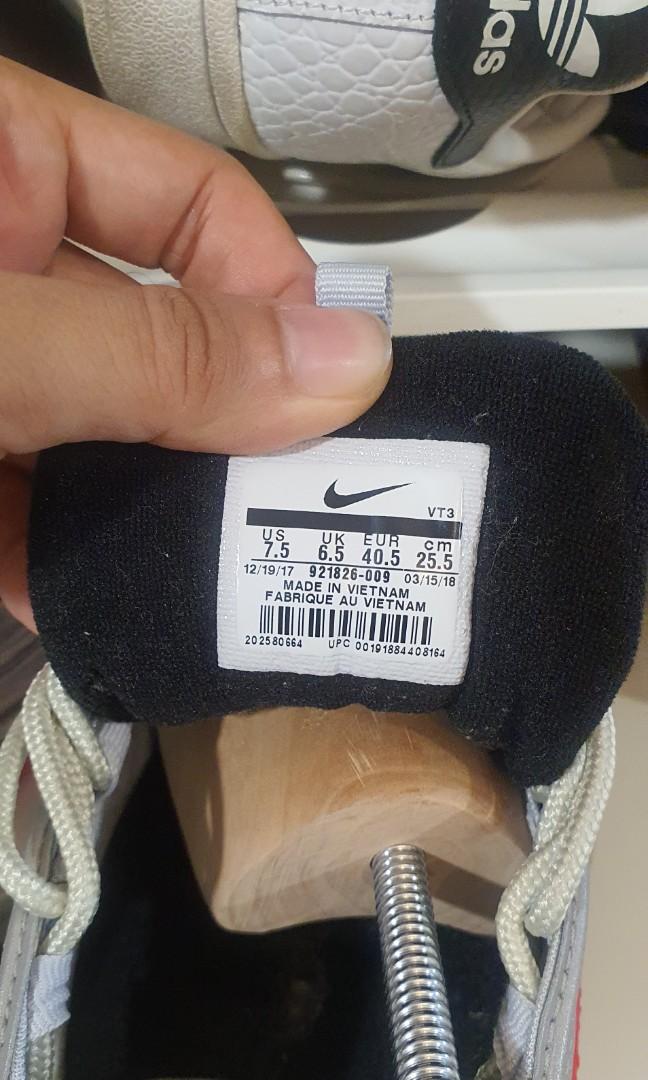 das
VT3
US UK EUR cm
7.5 6.5 40.5 25.5
12/19/17 921826-009 03/15/18
MADE IN VIETNAM
FABRIQUE AU VIETNAM
202580664 UPC 00191884408164